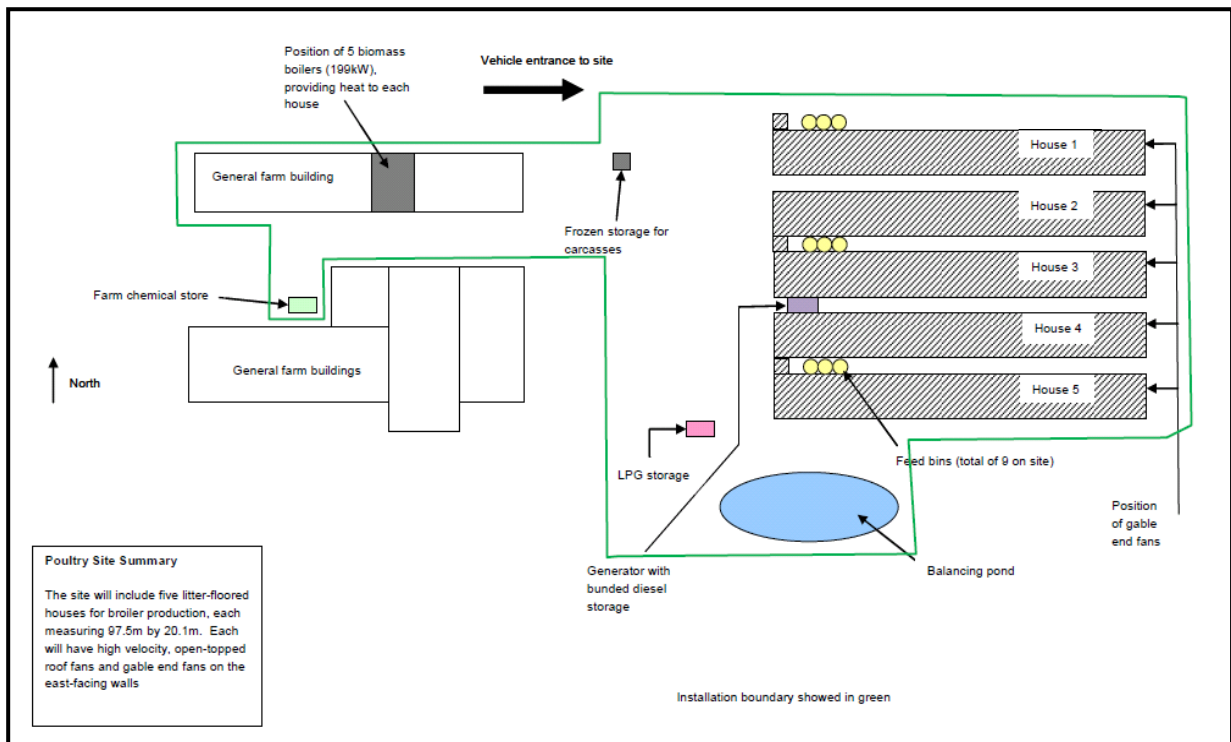 Position of 5 biomass
boilers (199kW),
providing heat to each
house
Vehicle entrance to site
House 1
General farm building
House 2
Frozen storage for
carcasses
House 3
Farm chemical store
House 4
General farm buildings
North
House 5
LPG storage
Feed bins (total of 9 on site)
Position
of gable
end fans
Generator with
bunded diesel
storage
Balancing pond
Poultry Site Summary
The site will include five litter-floored
houses for broiler production, each
measuring 97.5m by 20.1m.  Each
will have high velocity, open-topped
roof fans and gable end fans on the
east-facing walls
Installation boundary showed in green